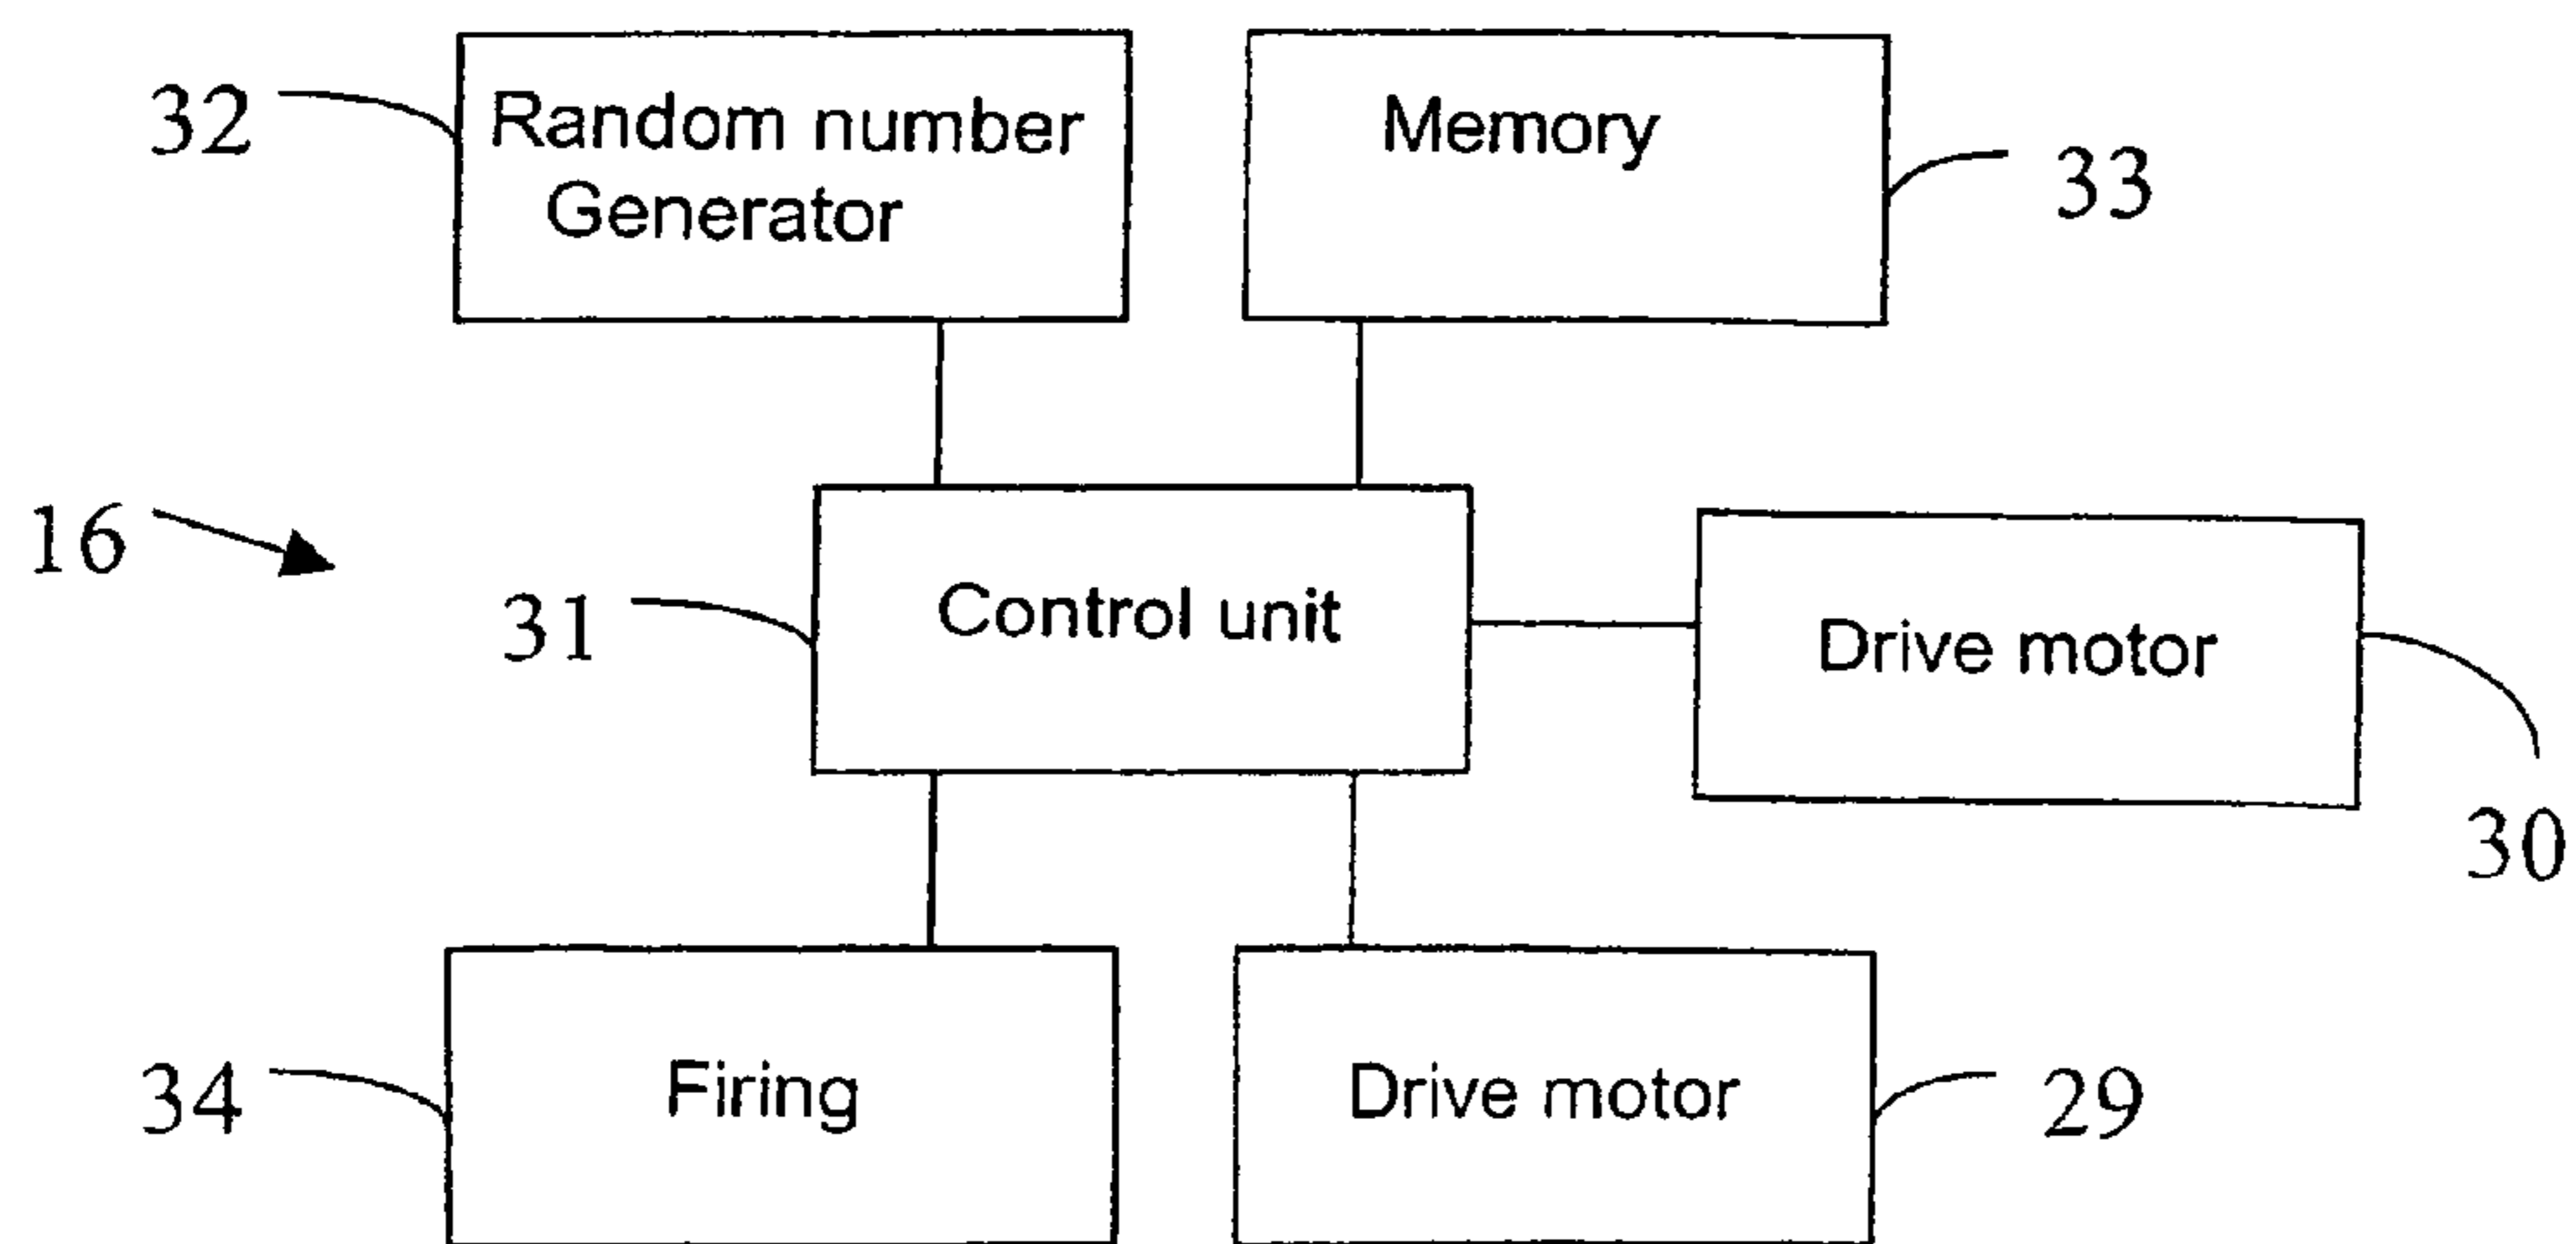 32
Random number
Generator
Memory
33
16
31
Control unit
Drive motor
30
34
Firing
Drive motor
29